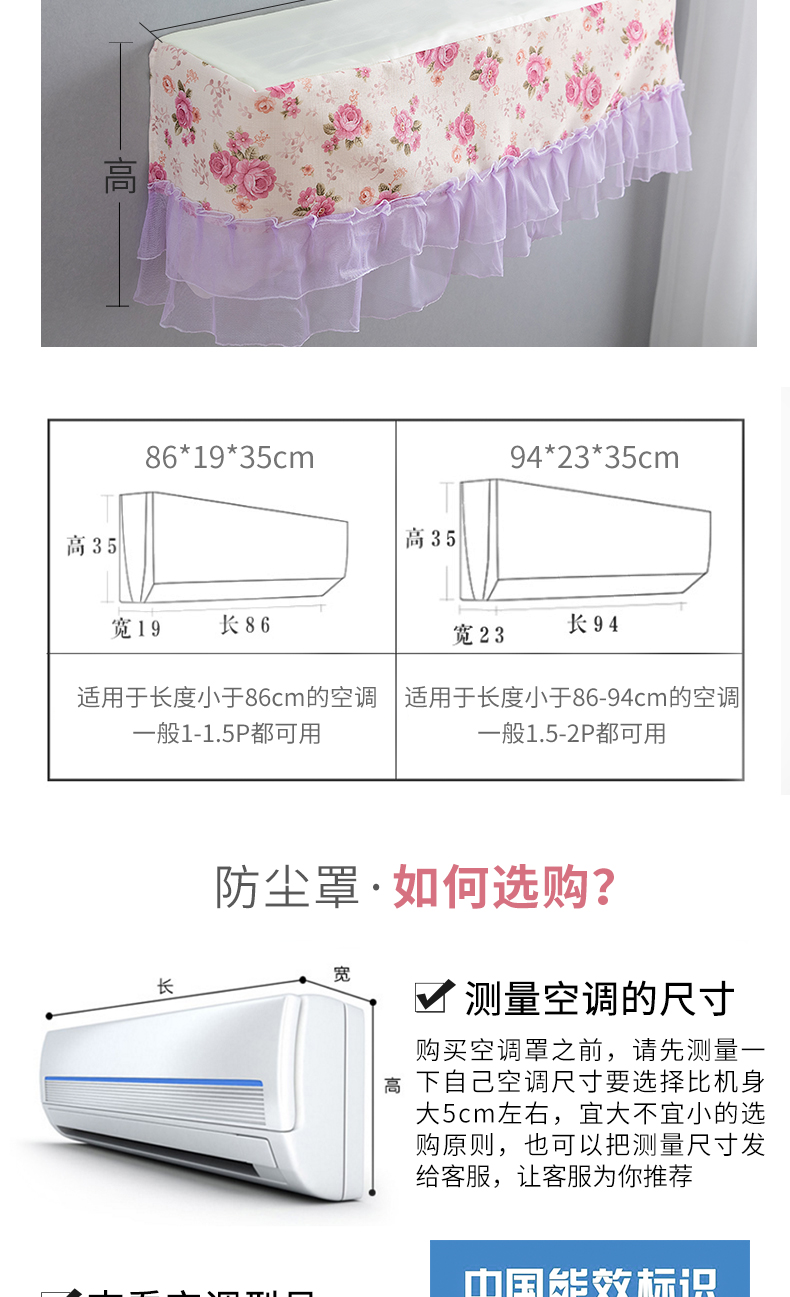 高
86*19*35cm
94*23*35cm
高35
宽19
长86
高35
宽23
长94
适用于长度小于86cm的空调
一般1-1.5P都可用
适用于长度小于86-94cm的空调
一般1.5-2P都可用
防尘罩·如何选购?
长
宽
高
测量空调的尺寸
购买空调罩之前，请先测量一
下自己空调尺寸要选择比机身
大5cm左右，宜大不宜小的选
购原则，也可以把测量尺寸发
给客服，让客服为你推荐
中国能效标识